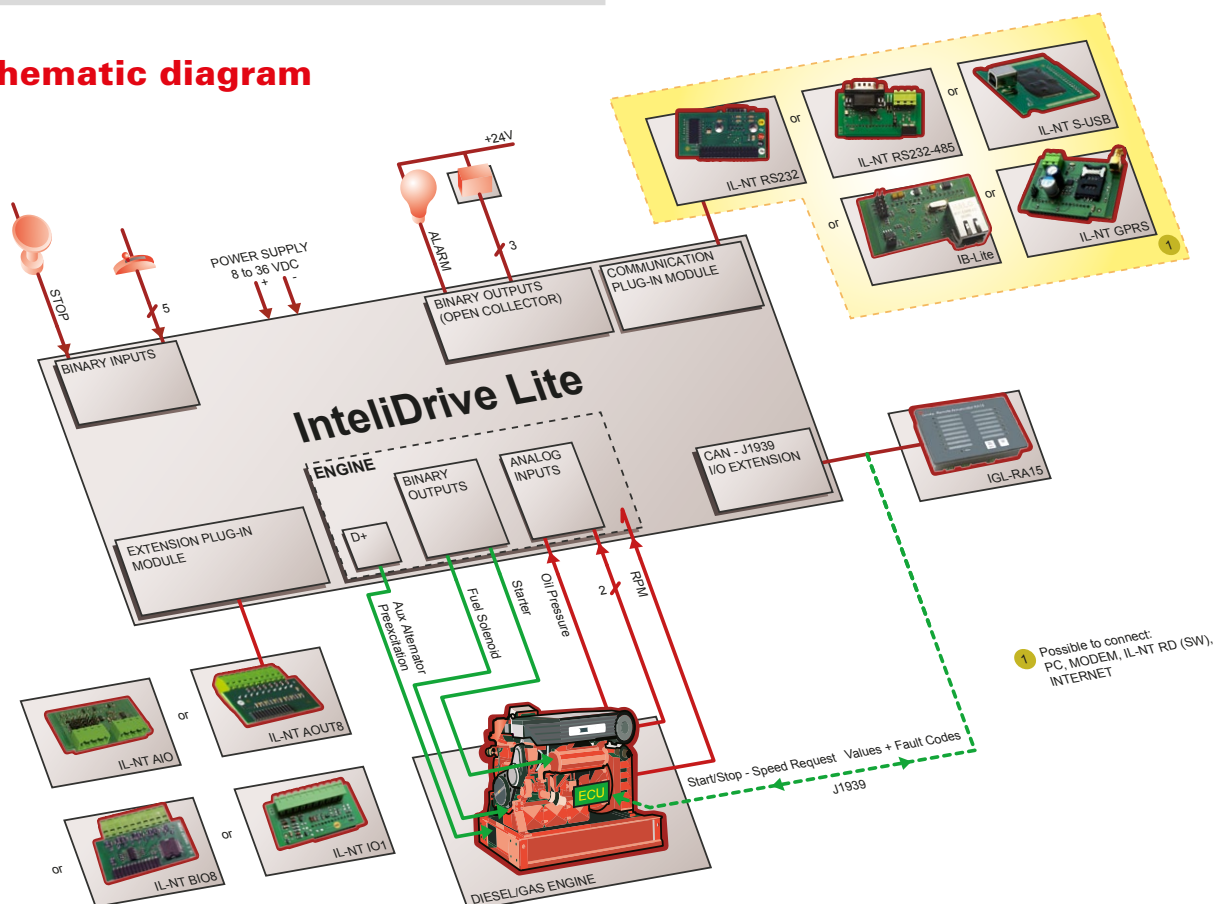 hematic diagram
+24V
ALARM
3
STOP
5
POWER SUPPLY
8 to 36 VDC
+ -
IL-NT RS232
or
IL-NT RS232-485
or
IL-NT S-USB
or
IB-Lite
or
IL-NT GPRS
1
BINARY INPUTS
BINARY OUTPUTS
(OPEN COLLECTOR)
COMMUNICATION
PLUG-IN MODULE
InteliDrive Lite
ENGINE
D+
BINARY
OUTPUTS
ANALOG
INPUTS
CAN - J1939
I/O EXTENSION
IGL-RA15
EXTENSION PLUG-IN
MODULE
Aux Alternator
Preexcitation
Fuel Solenoid
Starter
Oil Pressure
2
RPM
IL-NT AIO
or
IL-NT AOUT8
or
IL-NT BIO8
or
IL-NT IO1
ECU
DIESEL/GAS ENGINE
Start/Stop - Speed Request Values + Fault Codes
J1939
1 Possible to connect:
PC, MODEM, IL-NT RD (SW),
INTERNET